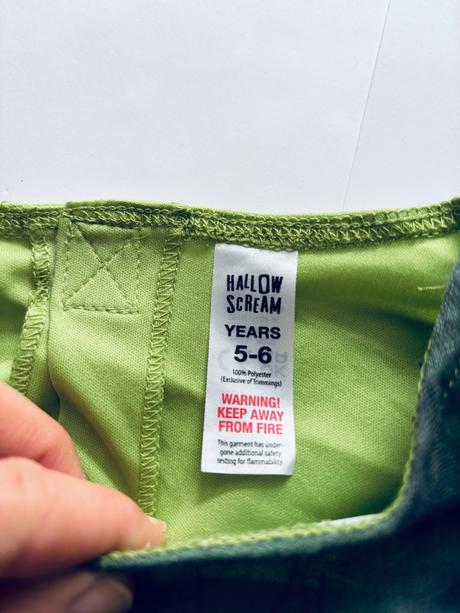 HALLOW
SCREAM
YEARS
5-6
100% Polyester
(Exclusive of Trimmings)
WARNING!
KEEP AWAY
FROM FIRE
This garment has under-
gone additional safety
testing for flammability.